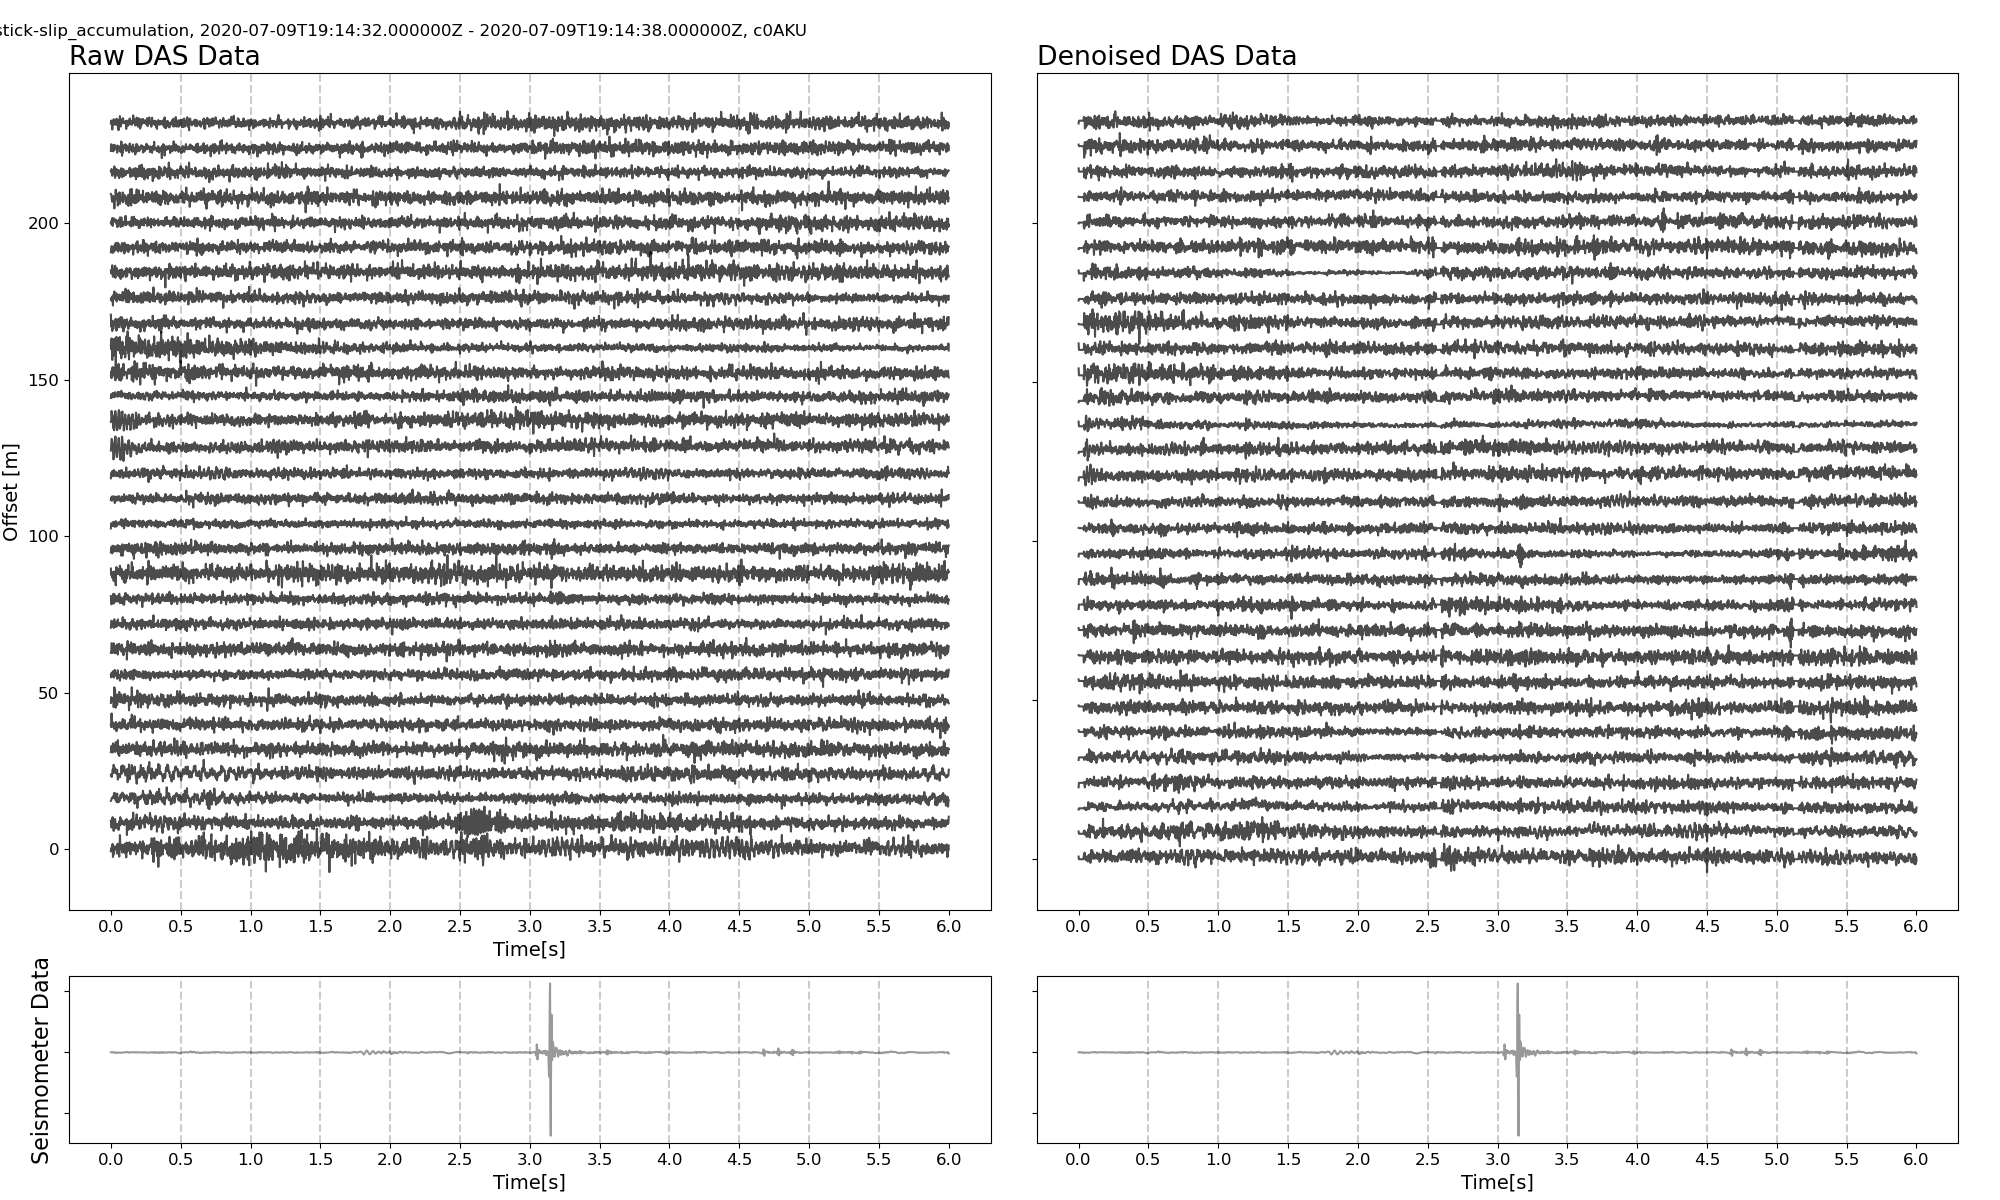 stick-slip_accumulation, 2020-07-09T19:14:32.000000Z - 2020-07-09T19:14:38.000000Z, c0AKU
Raw DAS Data
Denoised DAS Data
Offset [m]
200
150
100
50
0
0.0 0.5 1.0 1.5 2.0 2.5 3.0 3.5 4.0 4.5 5.0 5.5 6.0
0.0 0.5 1.0 1.5 2.0 2.5 3.0 3.5 4.0 4.5 5.0 5.5 6.0
Time[s]
Seismometer Data
0.0 0.5 1.0 1.5 2.0 2.5 3.0 3.5 4.0 4.5 5.0 5.5 6.0
0.0 0.5 1.0 1.5 2.0 2.5 3.0 3.5 4.0 4.5 5.0 5.5 6.0
Time[s]
Time[s]